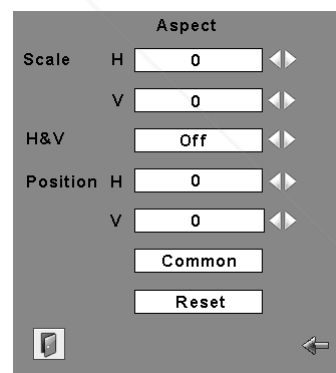 Aspect
Scale H 0
V 0
H&V Off
Position H 0
V 0
Common
Reset